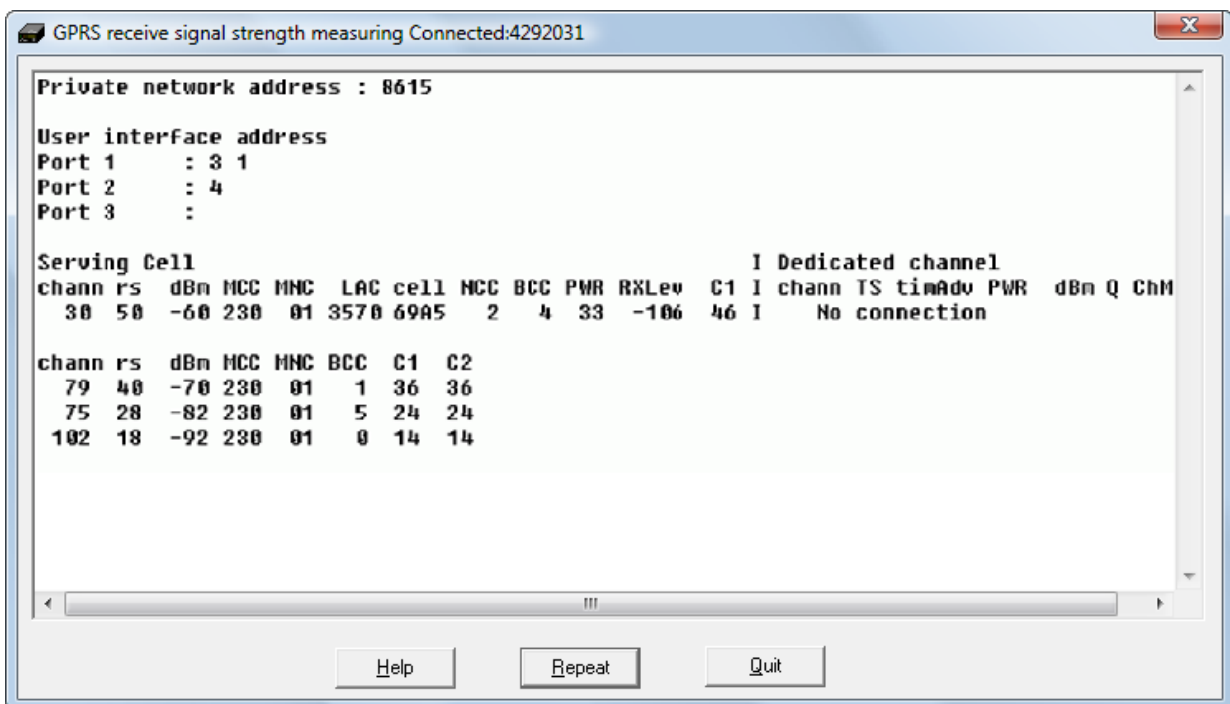 GPRS receive signal strength measuring Connected:4292031
Private network address : 8615
User interface address
Port 1      : 3 1
Port 2      : 4
Port 3      :
Serving Cell                                         I Dedicated channel
chann rs  dBm MCC MNC  LAC cell NCC BCC PWR RXLev  C1 I chann TS timAdv PWR  dBm Q ChM
30  50  -60 230  01 3570 69A5   2   4  33  -106  46 I    No connection
chann rs  dBm MCC MNC BCC  C1  C2
79  40  -70 230  01   1  36  36
75  28  -82 230  01   5  24  24
102  18  -92 230  01   0  14  14
Help Repeat Quit